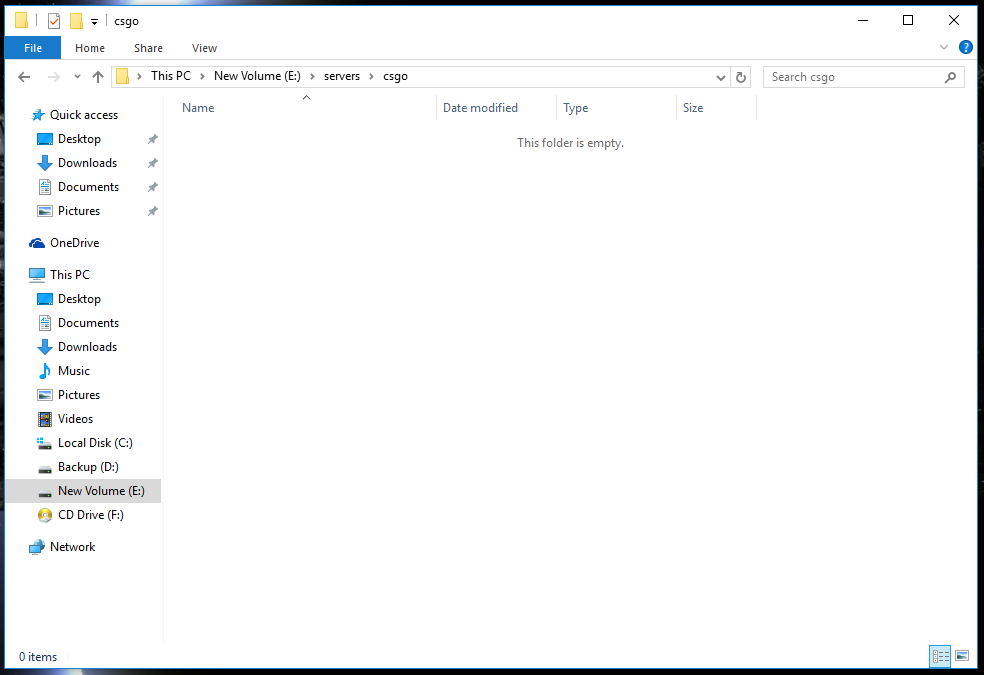 csgo
File Home Share View
This PC New Volume (E:) servers csgo Search csgo
Name Date modified Type Size
This folder is empty.
Quick access
Desktop
Downloads
Documents
Pictures
OneDrive
This PC
Desktop
Documents
Downloads
Music
Pictures
Videos
Local Disk (C:)
Backup (D:)
New Volume (E:)
CD Drive (F:)
Network
0 items